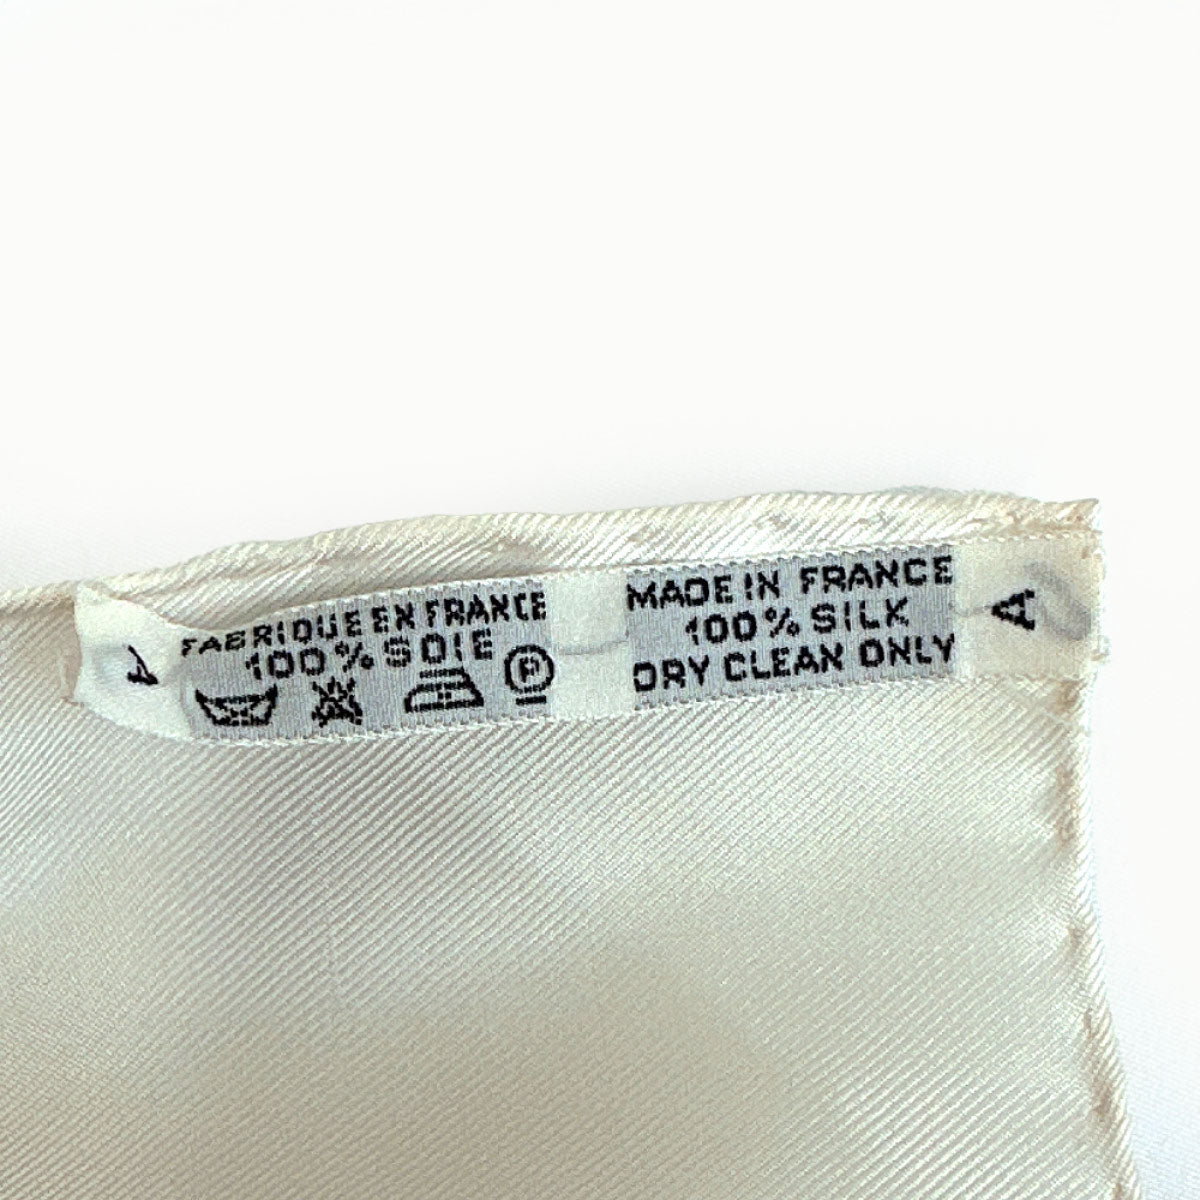 FABRIQUE EN FRANCE
100% SOIE
P
MADE IN FRANCE
100% SILK
DRY CLEAN ONLY
A